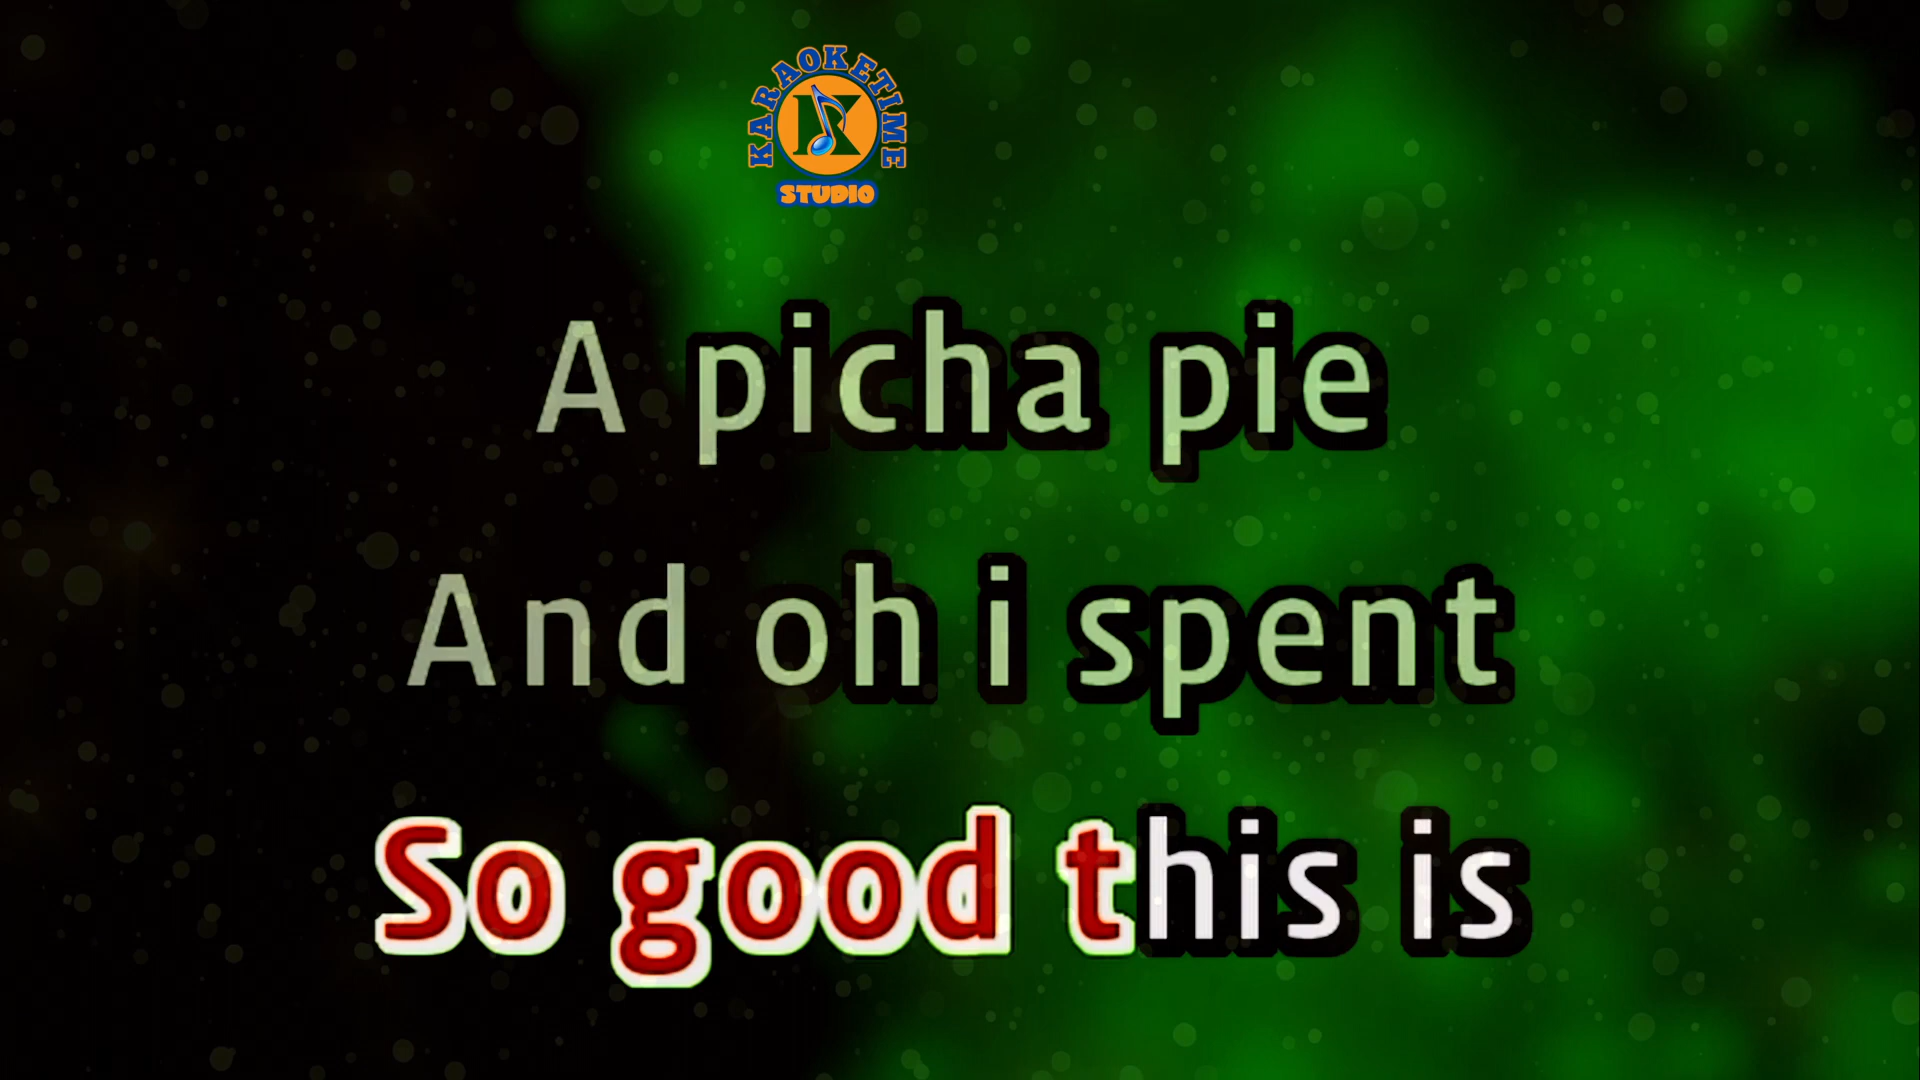 KARAOKETIME
K
STUDIO
A picha pie
And oh i spent
So good this is